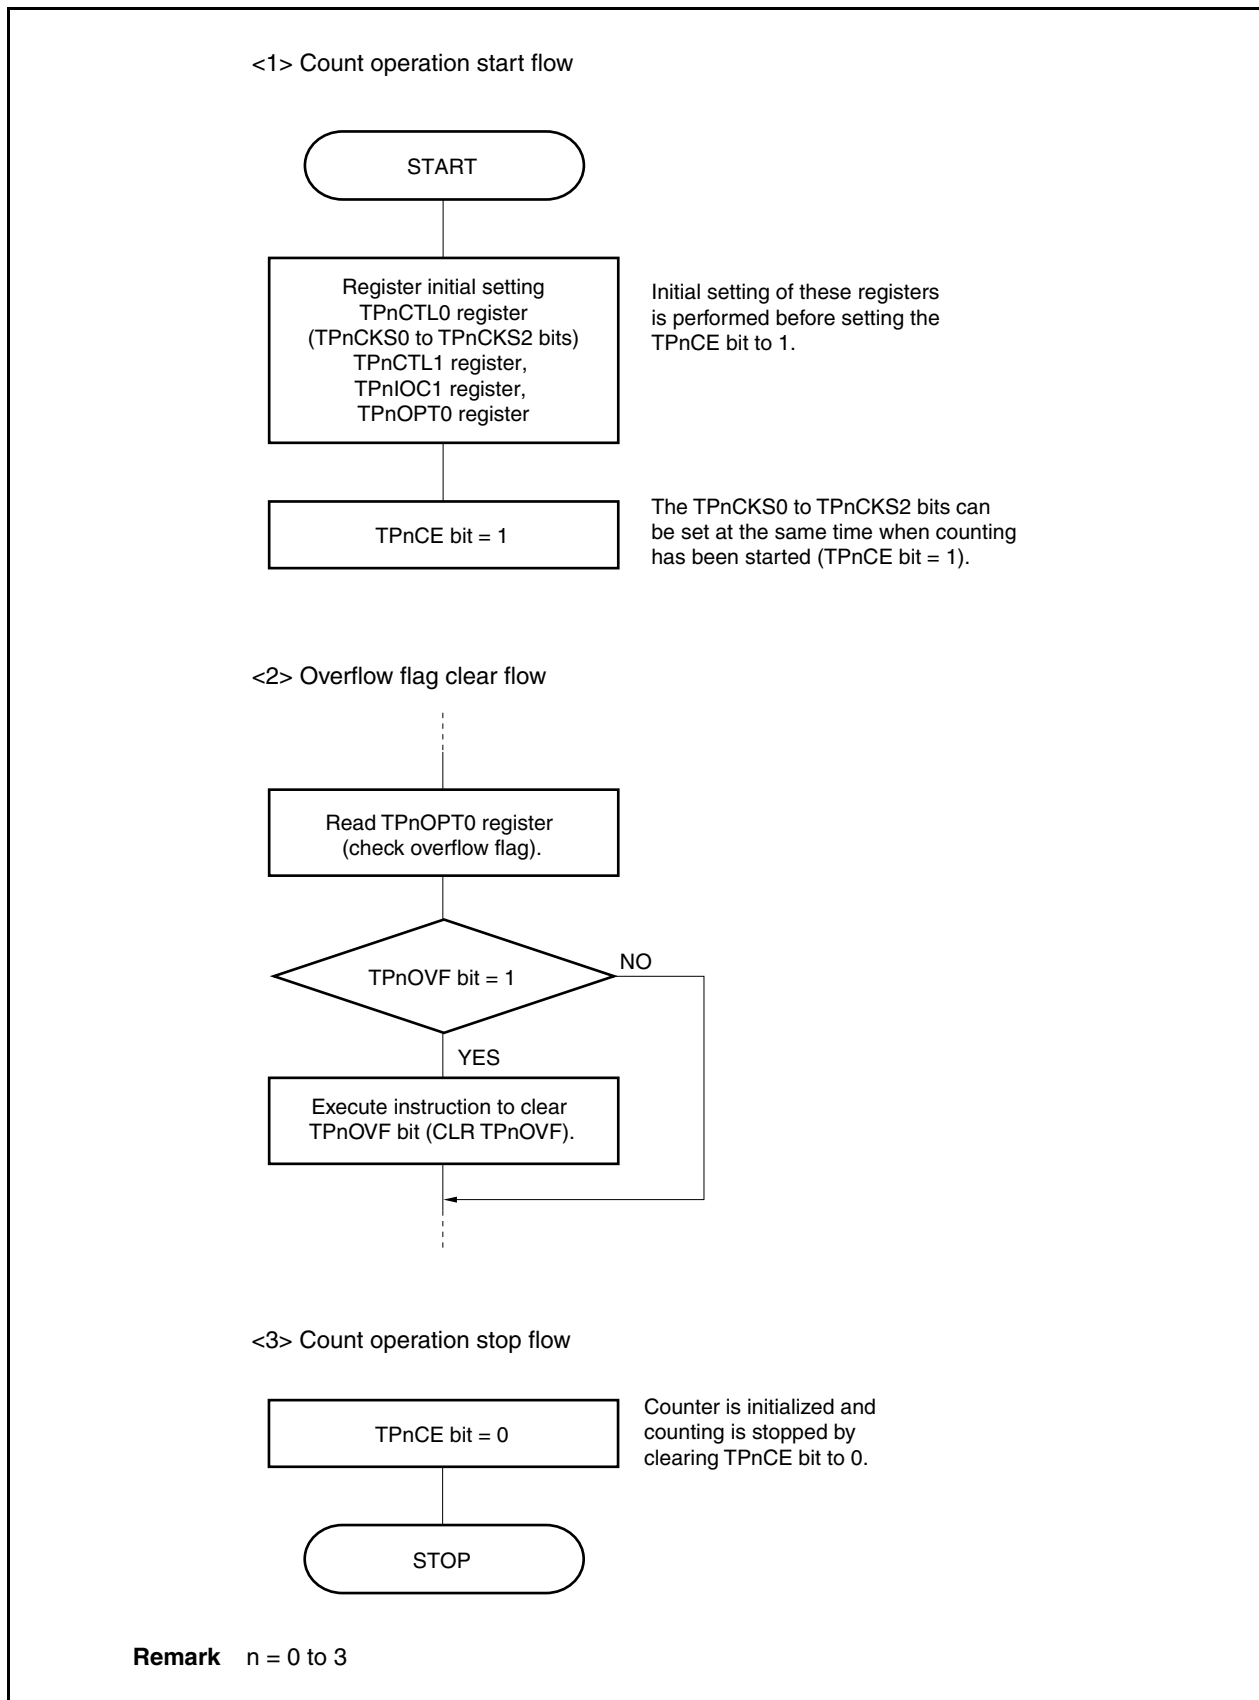 <1> Count operation start flow
START
Register initial setting
TPnCTL0 register
(TPnCKS0 to TPnCKS2 bits)
TPnCTL1 register,
TPnIOC1 register,
TPnOPT0 register
Initial setting of these registers
is performed before setting the
TPnCE bit to 1.
TPnCE bit = 1
The TPnCKS0 to TPnCKS2 bits can
be set at the same time when counting
has been started (TPnCE bit = 1).
<2> Overflow flag clear flow
Read TPnOPT0 register
(check overflow flag).
TPnOVF bit = 1
NO
YES
Execute instruction to clear
TPnOVF bit (CLR TPnOVF).
<3> Count operation stop flow
TPnCE bit = 0
Counter is initialized and
counting is stopped by
clearing TPnCE bit to 0.
STOP
Remark n = 0 to 3